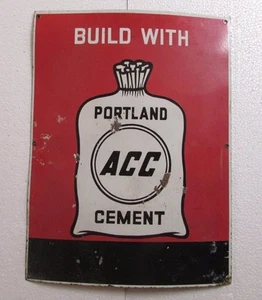 BUILD WITH
PORTLAND
ACC
CEMENT